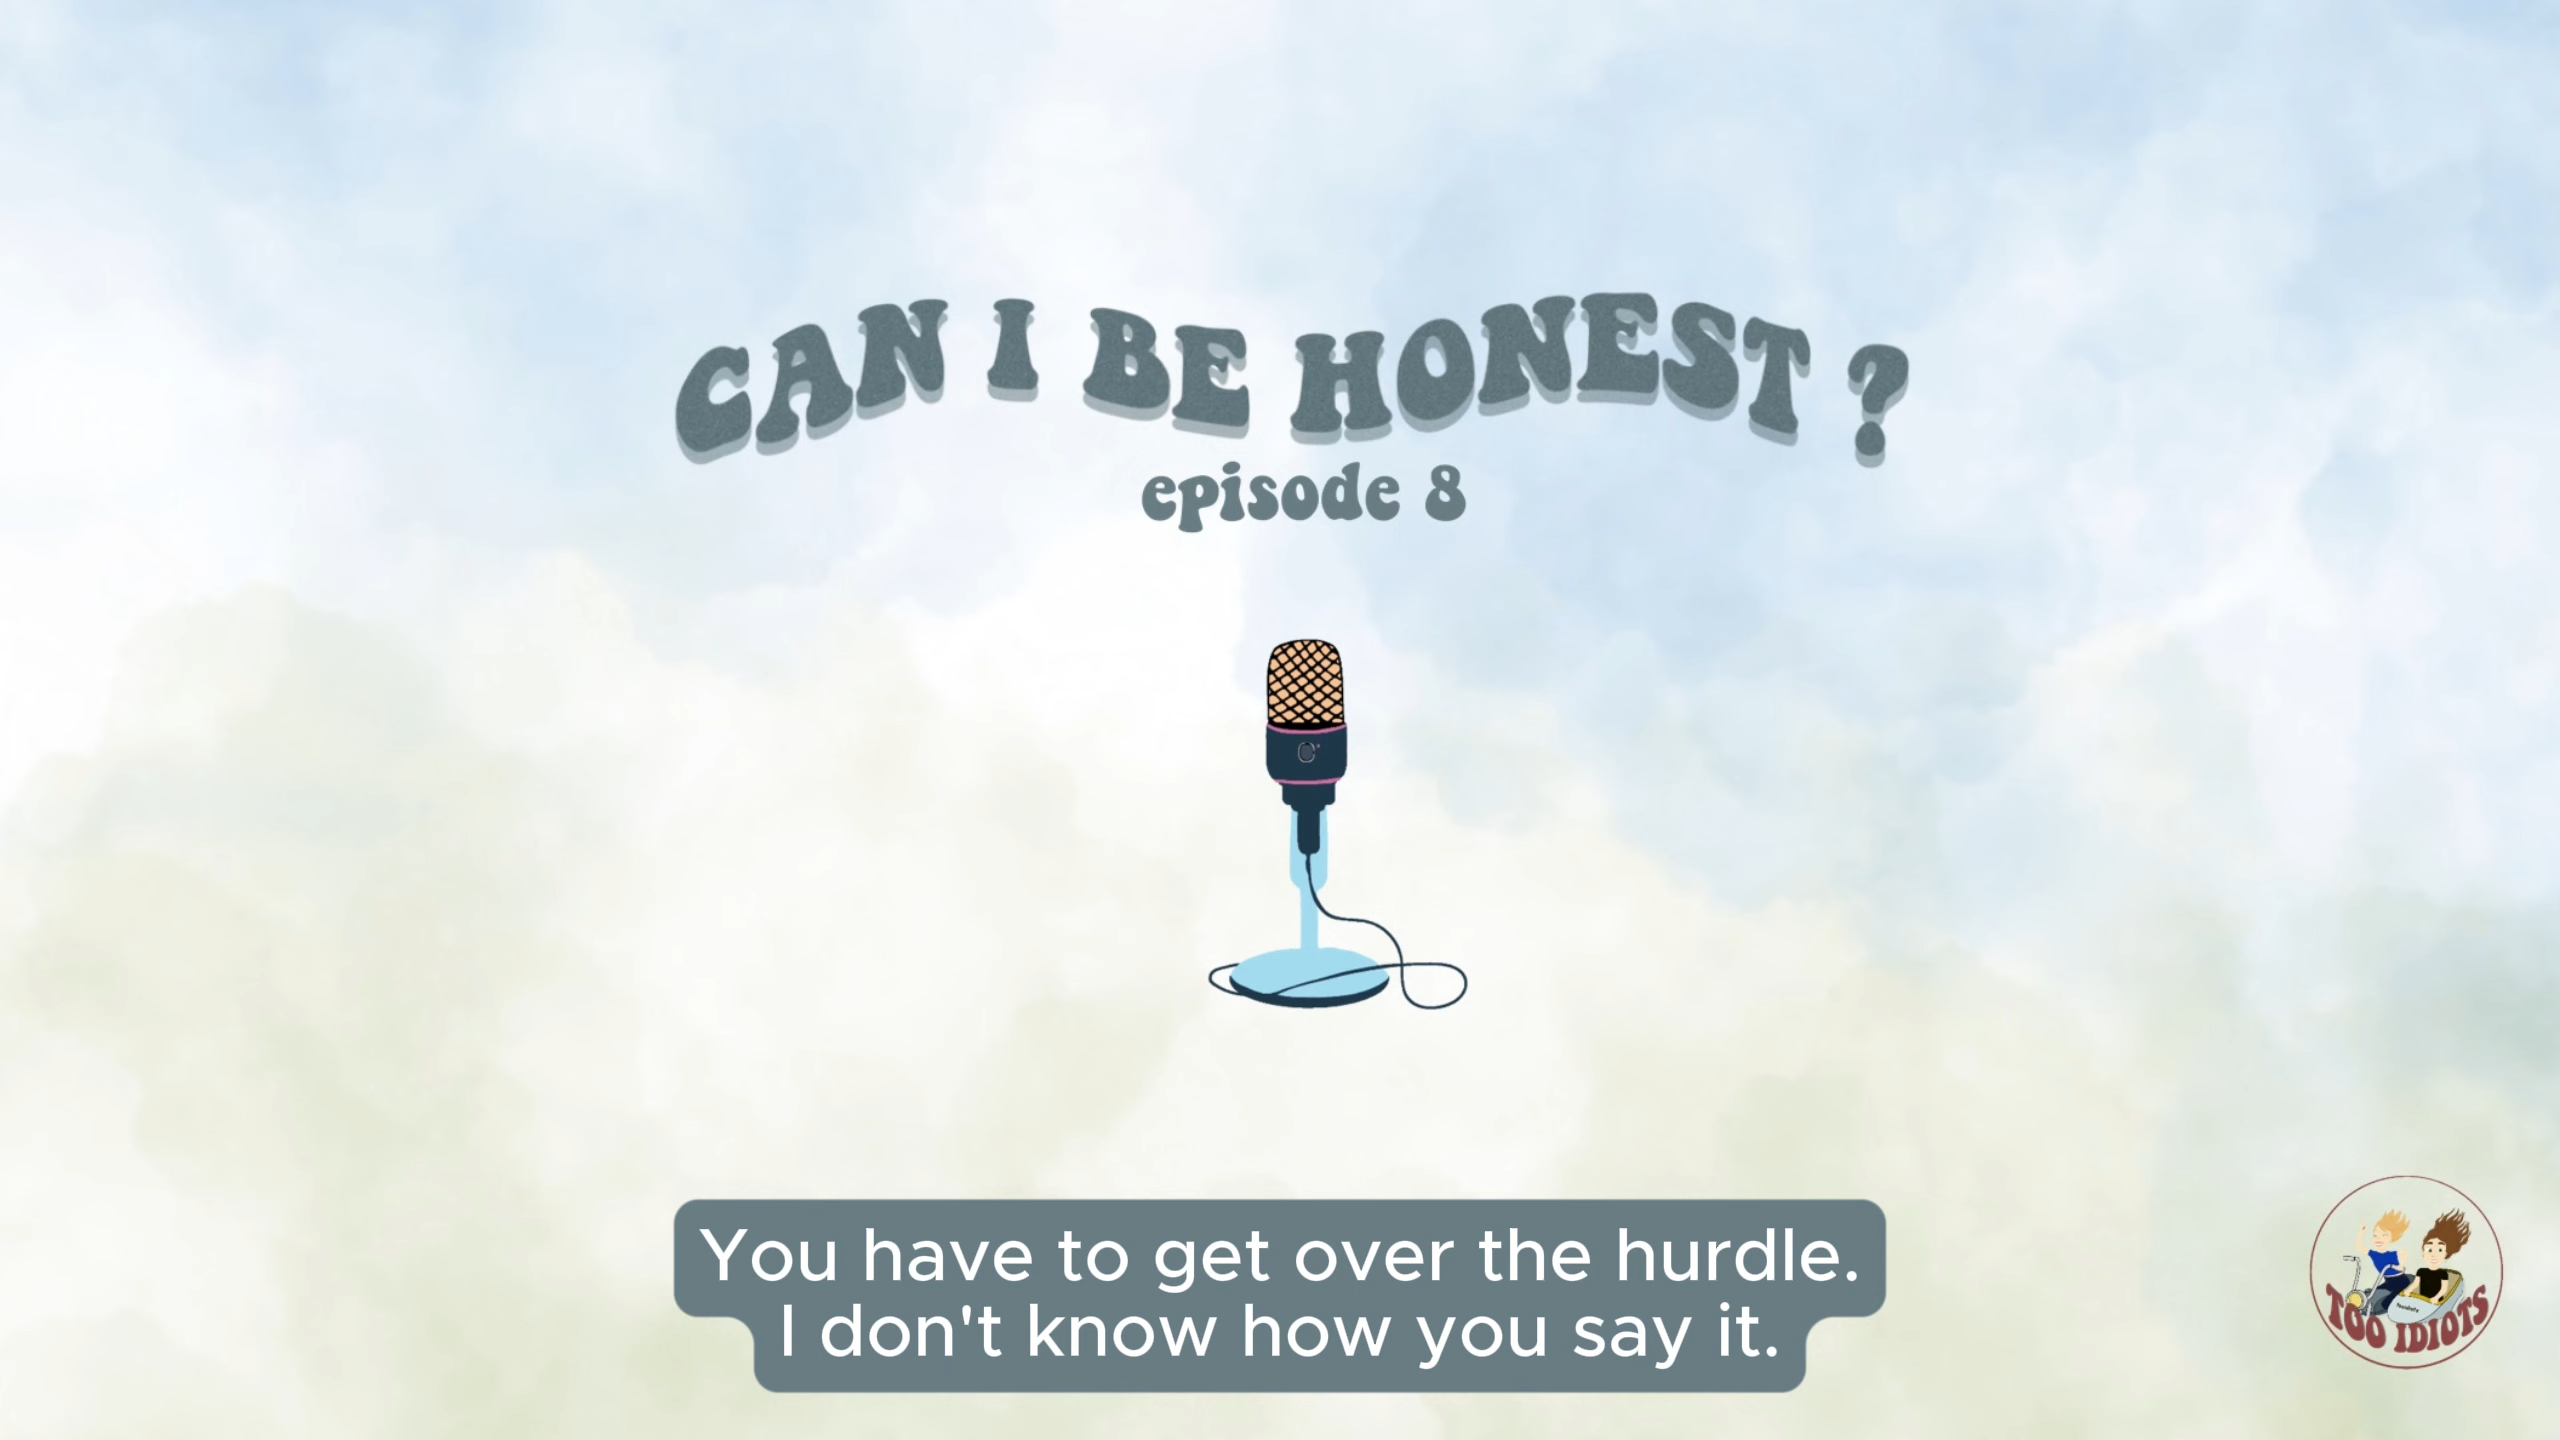 CAN I BE HONEST ?
episode 8
You have to get over the hurdle.
I don't know how you say it.
TOO IDIOTS